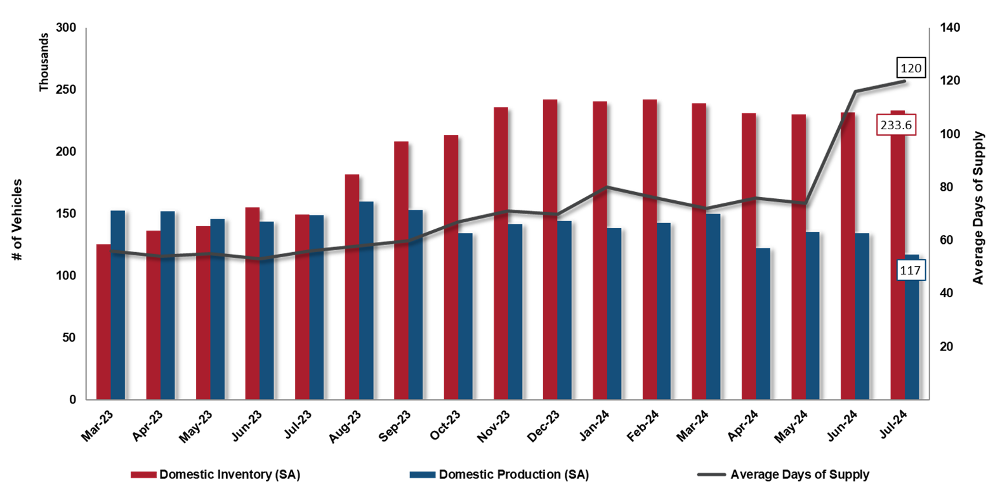 Thousands
# of Vehicles
300
250
200
150
100
50
0
140
120
100
80
60
40
20
Average Days of Supply
120
233.6
117
Mar-23
Apr-23
May-23
Jun-23
Jul-23
Aug-23
Sep-23
Oct-23
Nov-23
Dec-23
Jan-24
Feb-24
Mar-24
Apr-24
May-24
Jun-24
Jul-24
Domestic Inventory (SA)
Domestic Production (SA)
Average Days of Supply